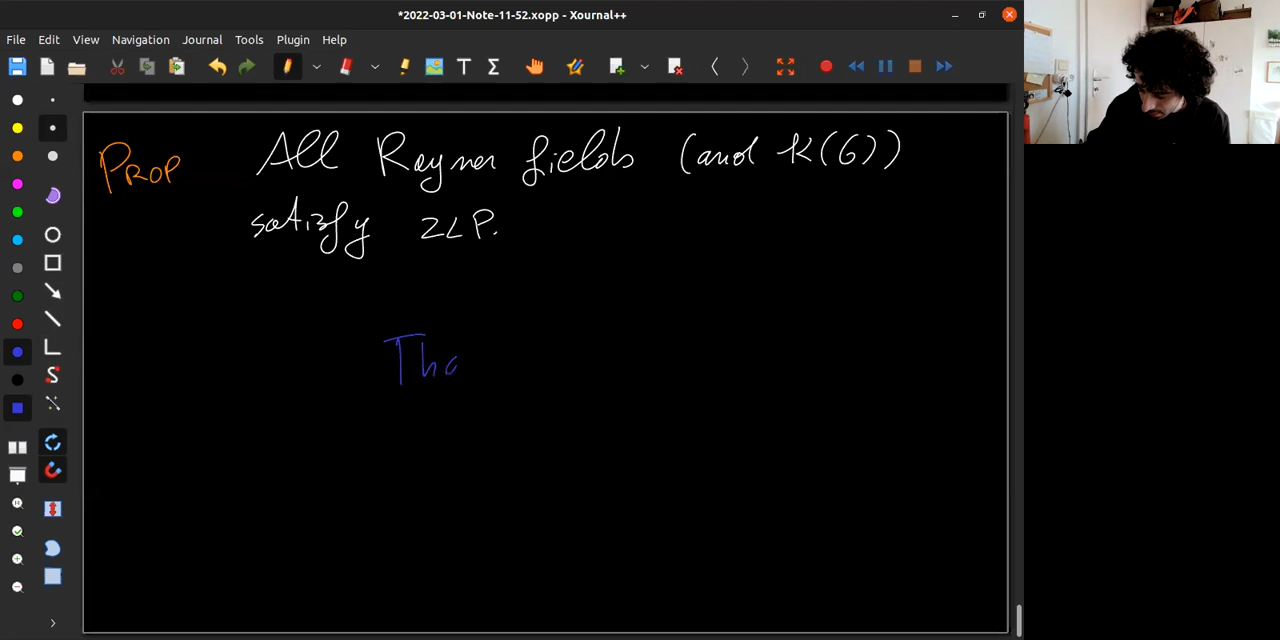 *2022-03-01-Note-11-52.xopp - Xournal++
File Edit View Navigation Journal Tools Plugin Help
PROP All Rayner fields (and k(G))
satisfy ZLP.
Tha